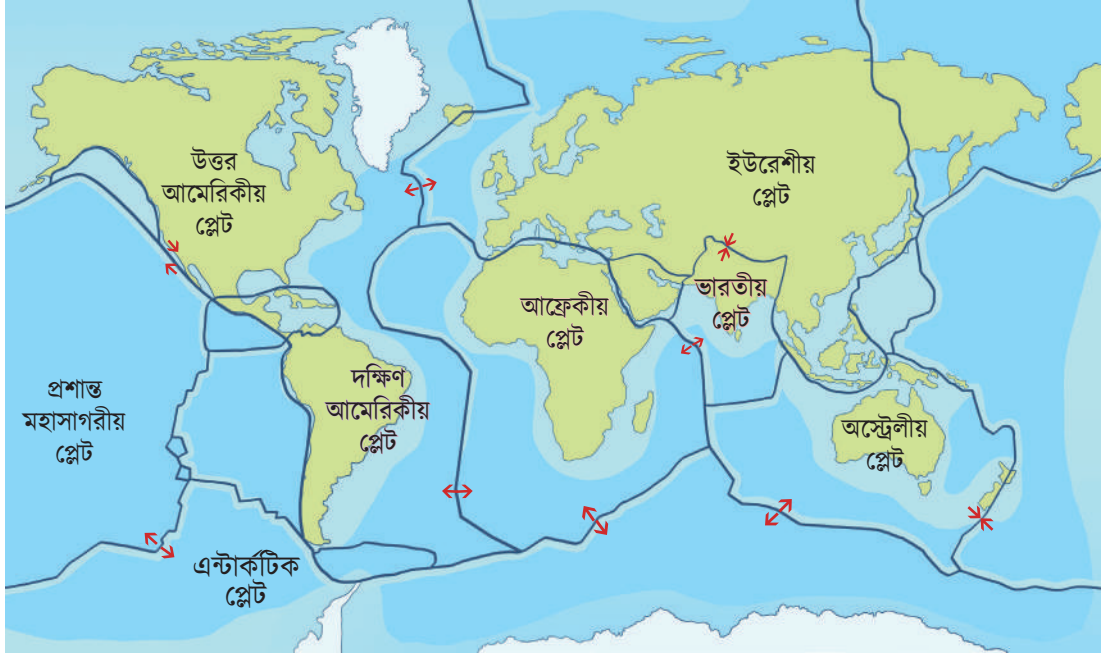 উত্তর
আমেরিকীয়
প্লেট
ইউরেশীয়
প্লেট
ভারতীয়
প্লেট
আফ্রেকীয়
প্লেট
প্রশান্ত
মহাসাগরীয়
প্লেট
দক্ষিণ
আমেরিকীয়
প্লেট
অস্ট্রেলীয়
প্লেট
এন্টার্কটিক
প্লেট